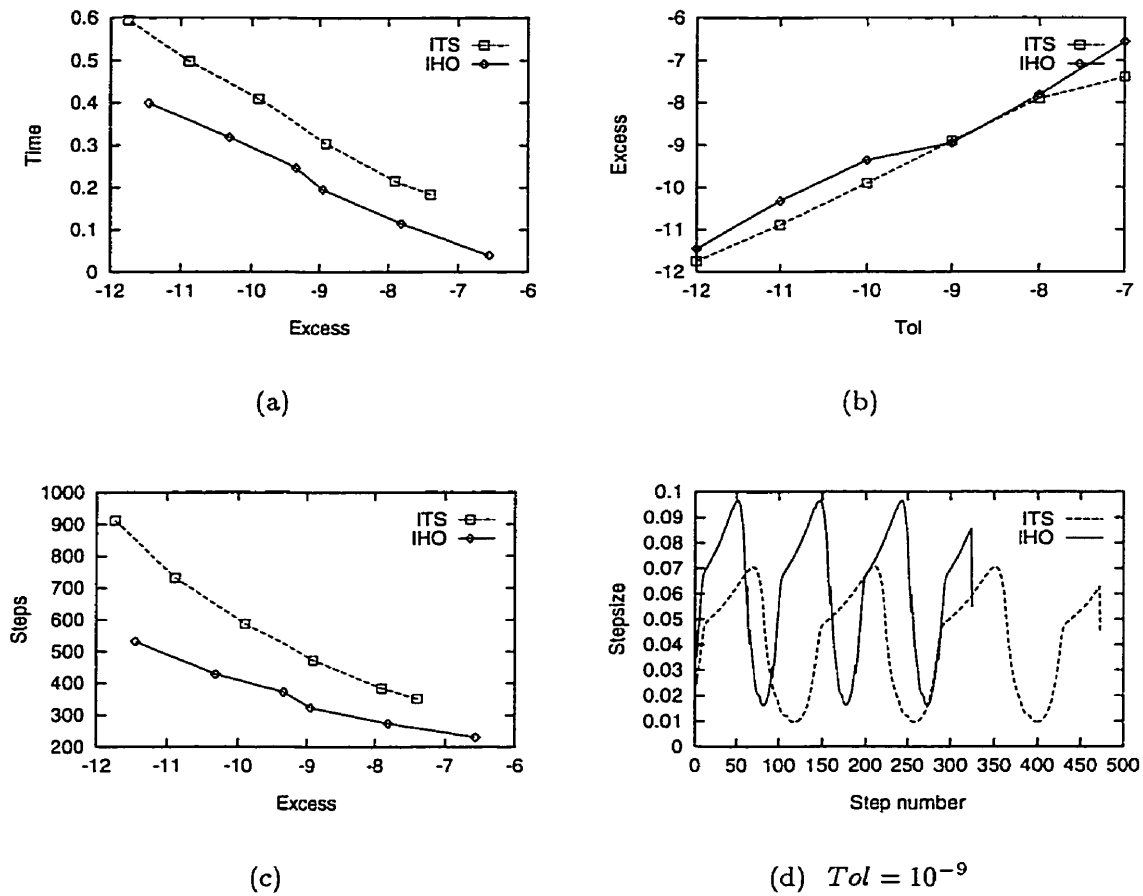 0.6
0.5
0.4
0.3
0.2
0.1
0
Time
ITS
IHO
-12 -11 -10 -9 -8 -7 -6
Excess
(a)
-6
-7
-8
-9
-10
-11
-12
Excess
ITS
IHO
-12 -11 -10 -9 -8 -7
Tol
(b)
1000
900
800
700
600
500
400
300
200
Steps
ITS
IHO
-12 -11 -10 -9 -8 -7 -6
Excess
(c)
0.1
0.09
0.08
0.07
0.06
0.05
0.04
0.03
0.02
0.01
0
Stepsize
ITS
IHO
0 50 100 150 200 250 300 350 400 450 500
Step number
(d) Tol = 10⁻⁹